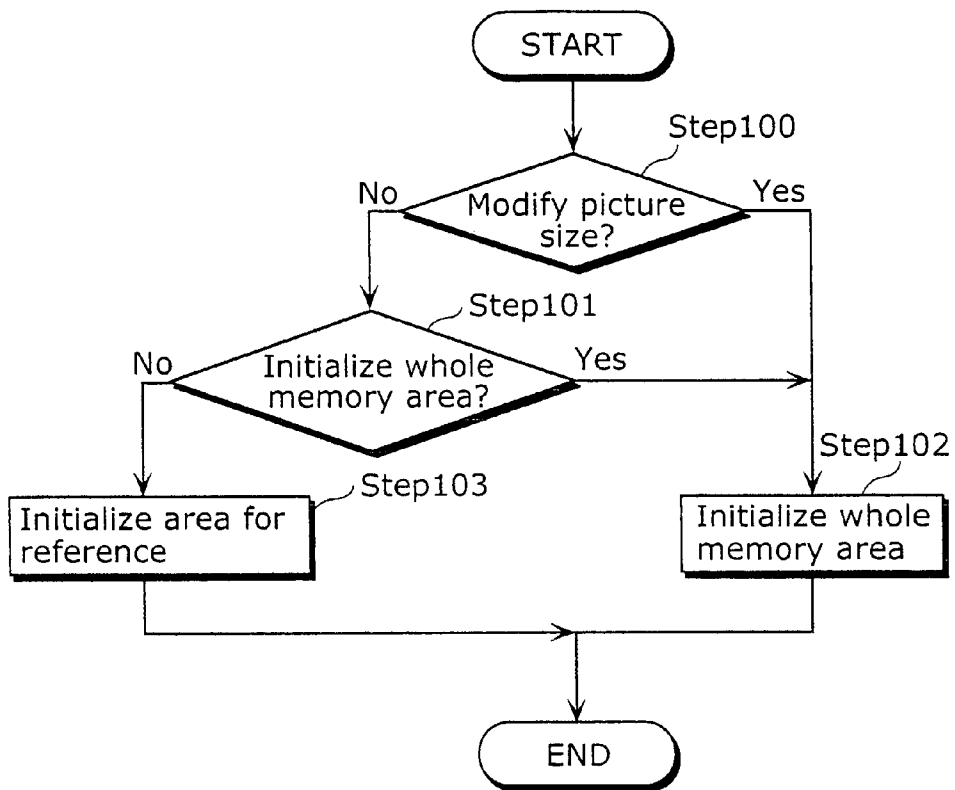 START
Step100
No
Yes
Modify picture
size?
Step101
No
Yes
Initialize whole
memory area?
Step102
Step103
Initialize area for
reference
Initialize whole
memory area
END